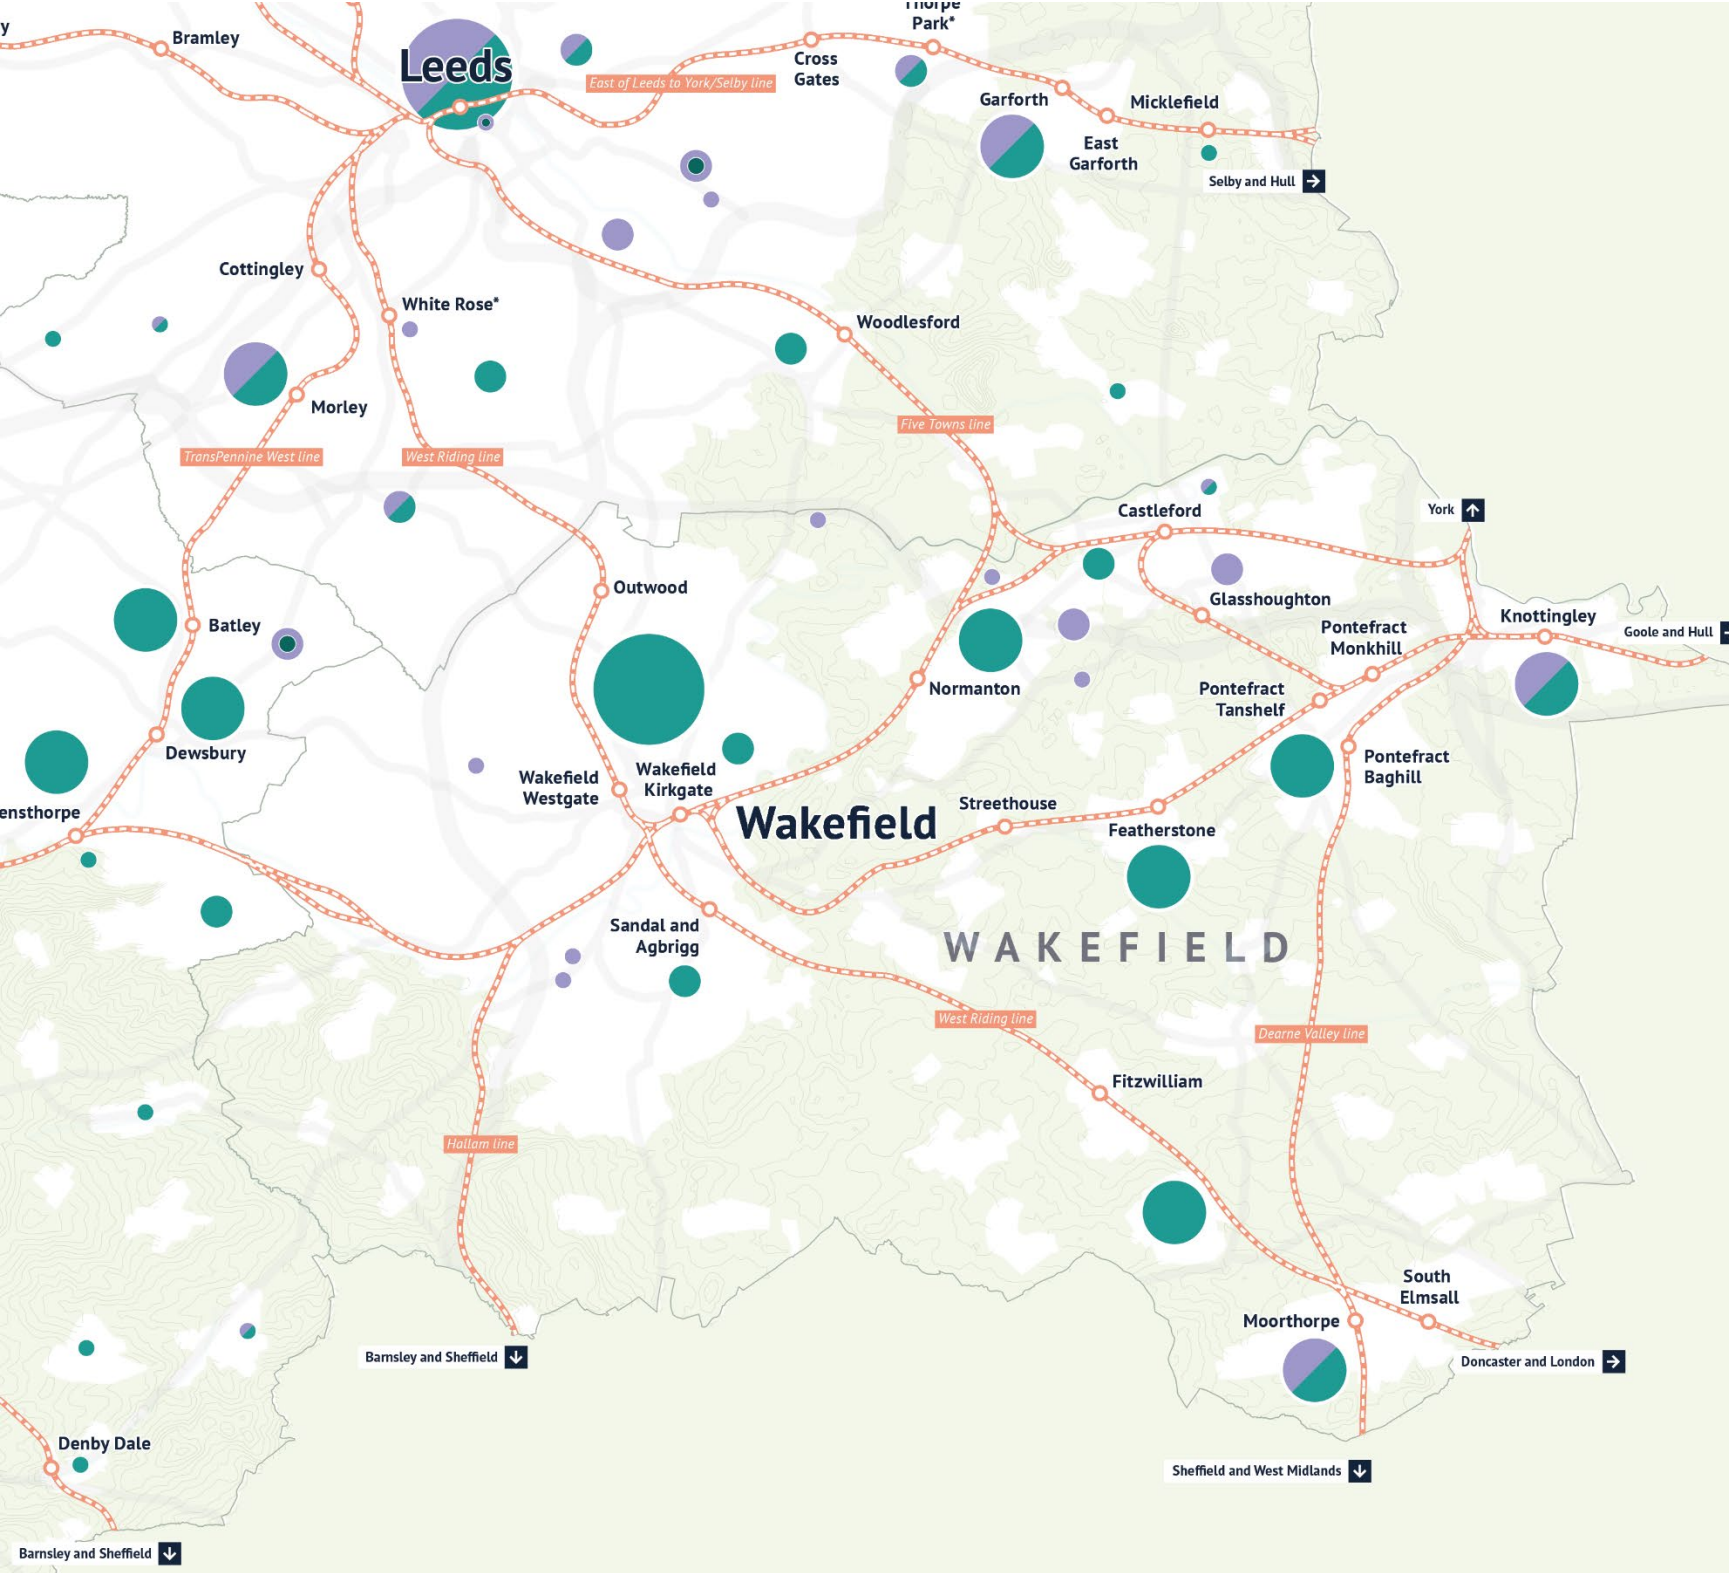 y
Bramley
Leeds
East of Leeds to York/Selby line
Cross
Gates
Thorpe
Park*
Garforth
Micklefield
East
Garforth
Selby and Hull
Cottingley
White Rose*
Woodlesford
Morley
Five Towns line
TransPennine West line
West Riding line
Castleford
York
Outwood
Glasshoughton
Knottingley
Batley
Pontefract
Monkhill
Goole and Hull
Normanton
Pontefract
Tanshelf
Dewsbury
Pontefract
Baghill
Wakefield
Westgate
Wakefield
Kirkgate
Wakefield
Streethouse
ensthorpe
Featherstone
Sandal and
Agbrigg
WAKEFIELD
West Riding line
Dearne Valley line
Fitzwilliam
Hallam line
South
Elmsall
Moorthorpe
Barnsley and Sheffield
Doncaster and London
Denby Dale
Sheffield and West Midlands
Barnsley and Sheffield